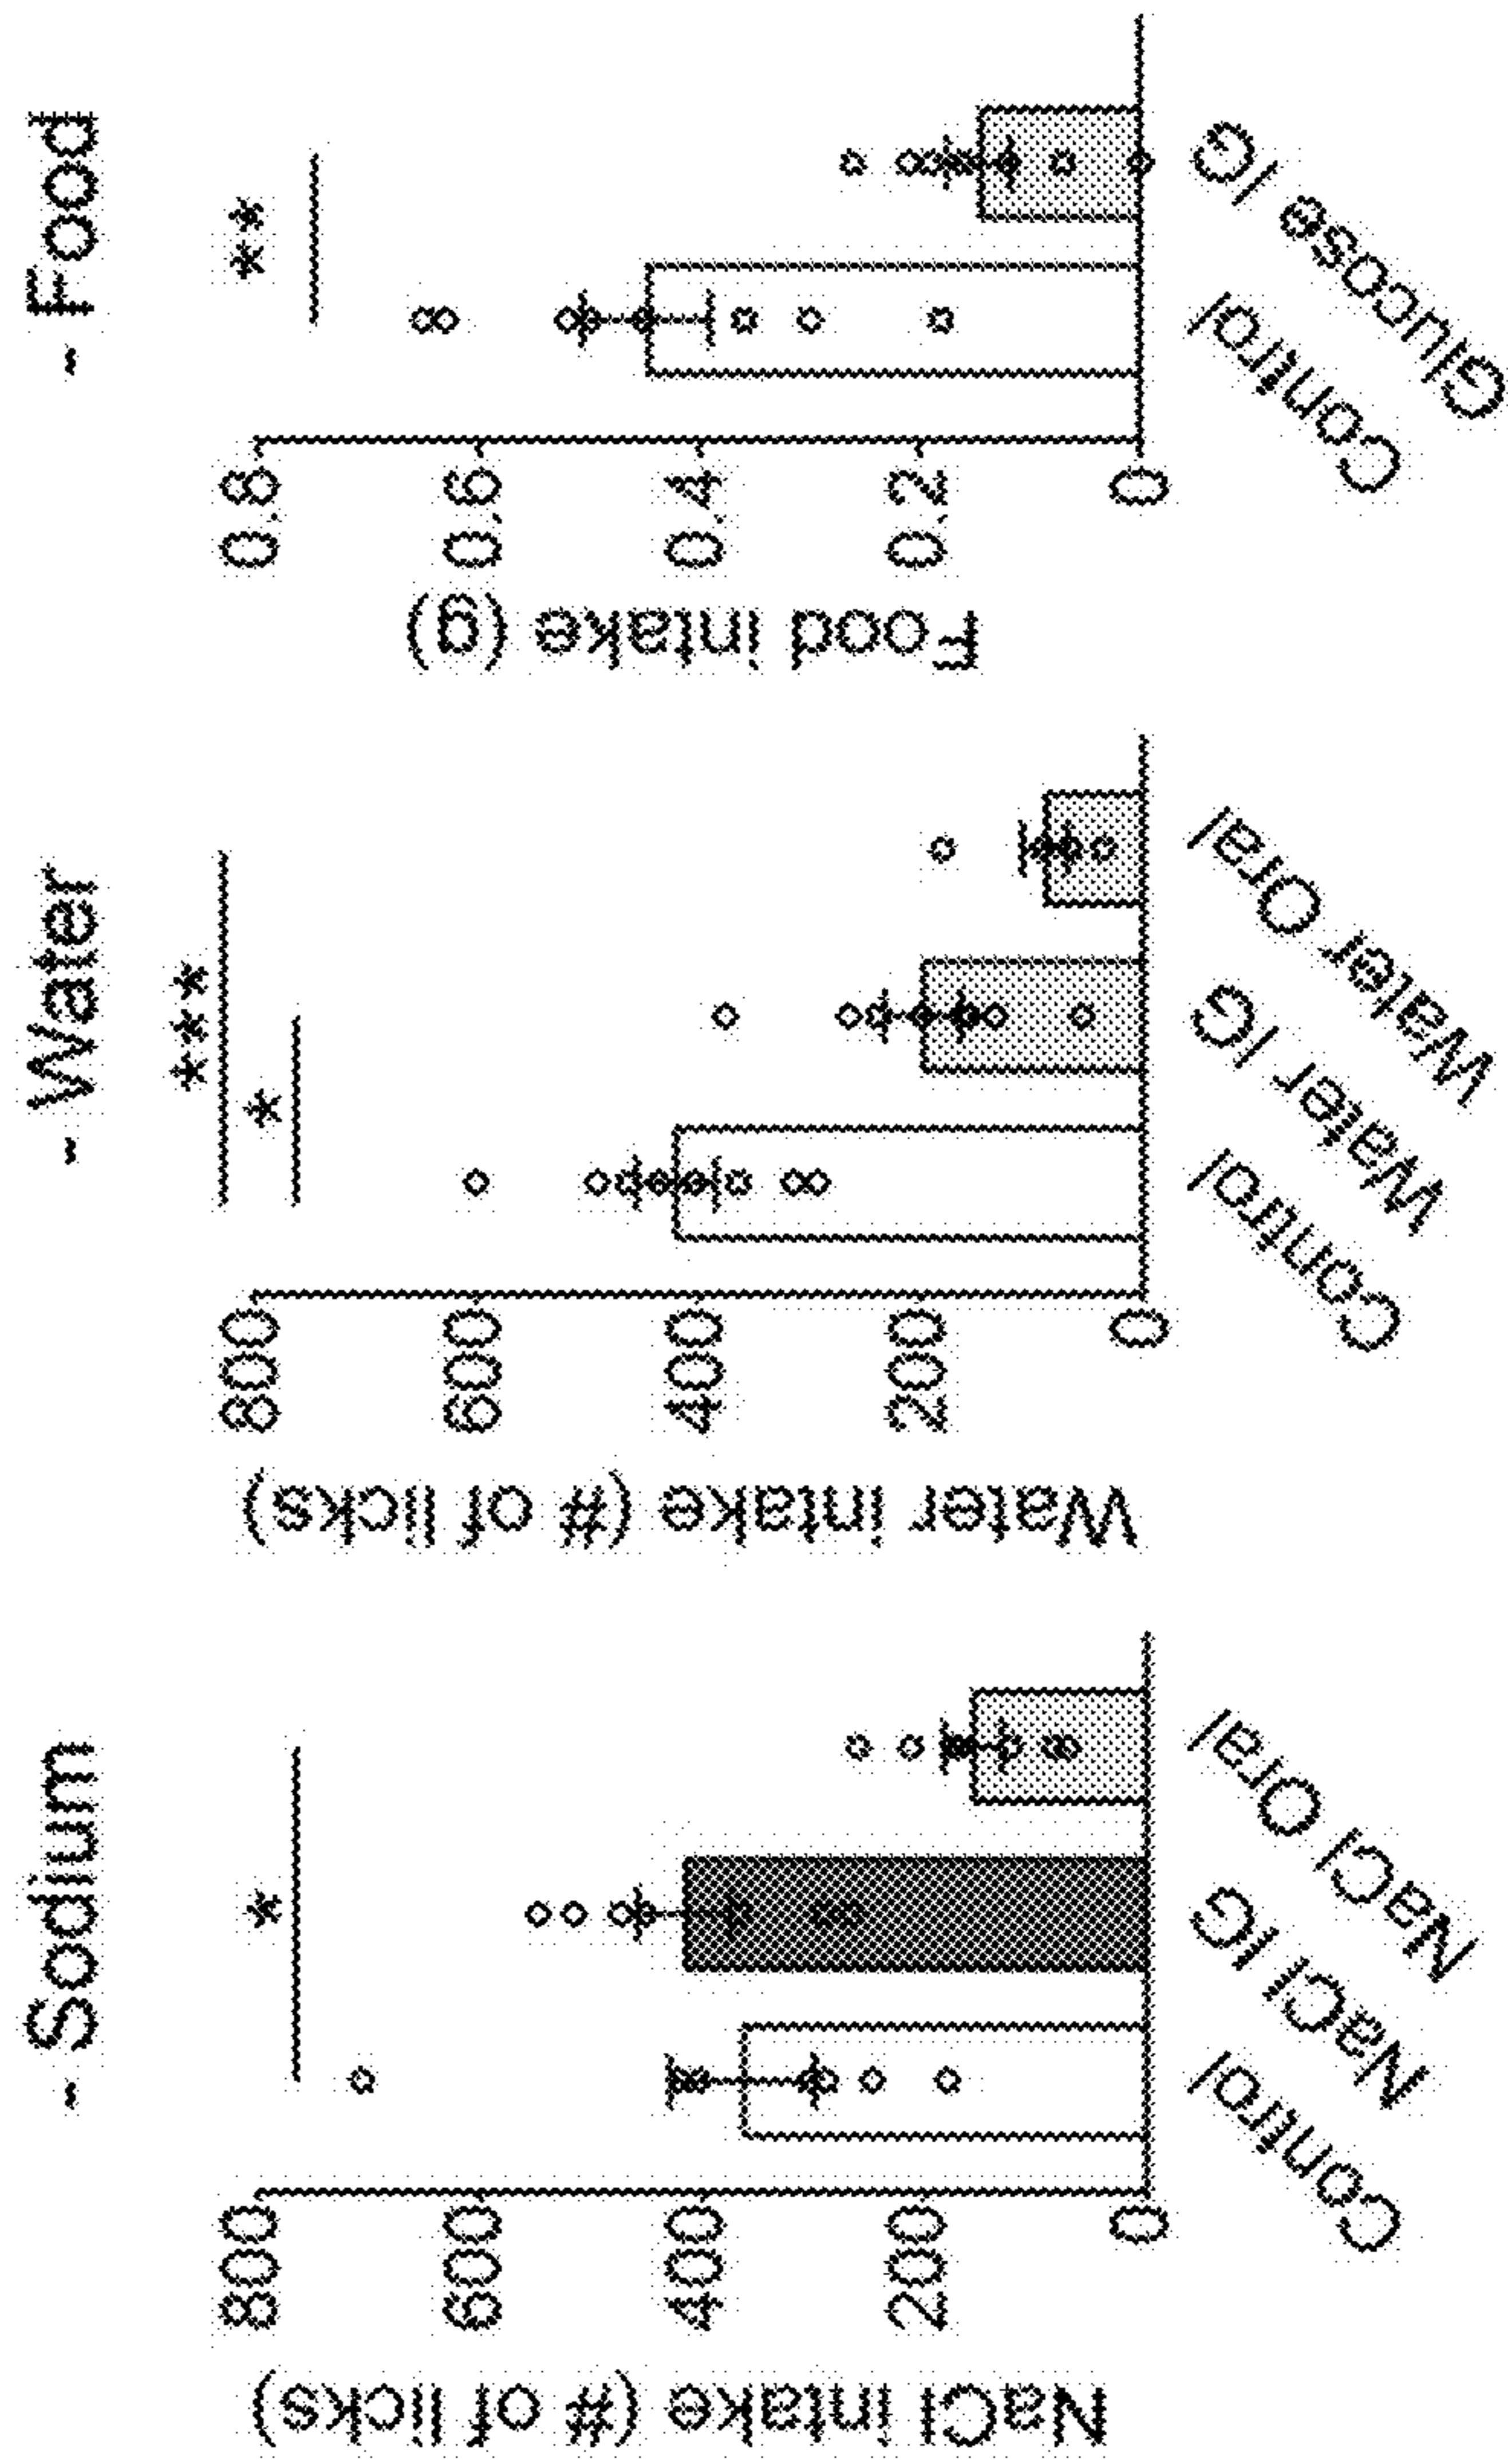 - Sodium
*
NaCl intake (# of licks)
800
600
400
200
0
Control
NaCl IG
NaCl Oral
- Water
***
*
Water intake (# of licks)
800
600
400
200
0
Control
Water IG
Water Oral
- Food
**
Food intake (g)
0.8
0.6
0.4
0.2
0
Control
Glucose IG